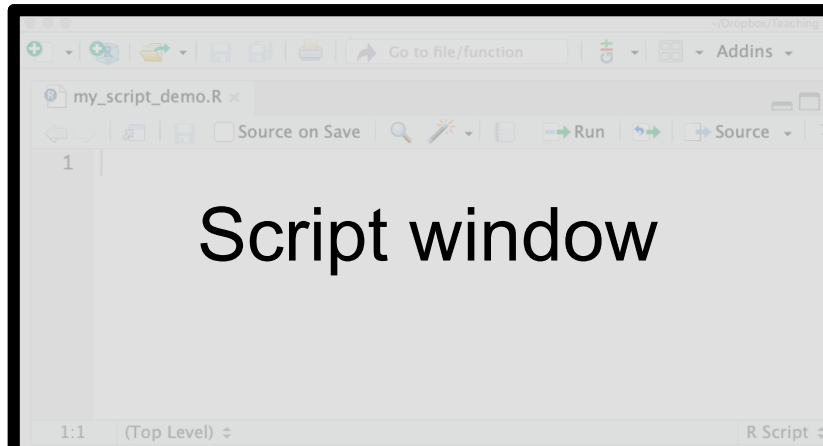 ~/Dropbox/Teaching
Go to file/function Addins
my_script_demo.R ×
Source on Save Run Source
1
Script window
1:1 (Top Level) R Script